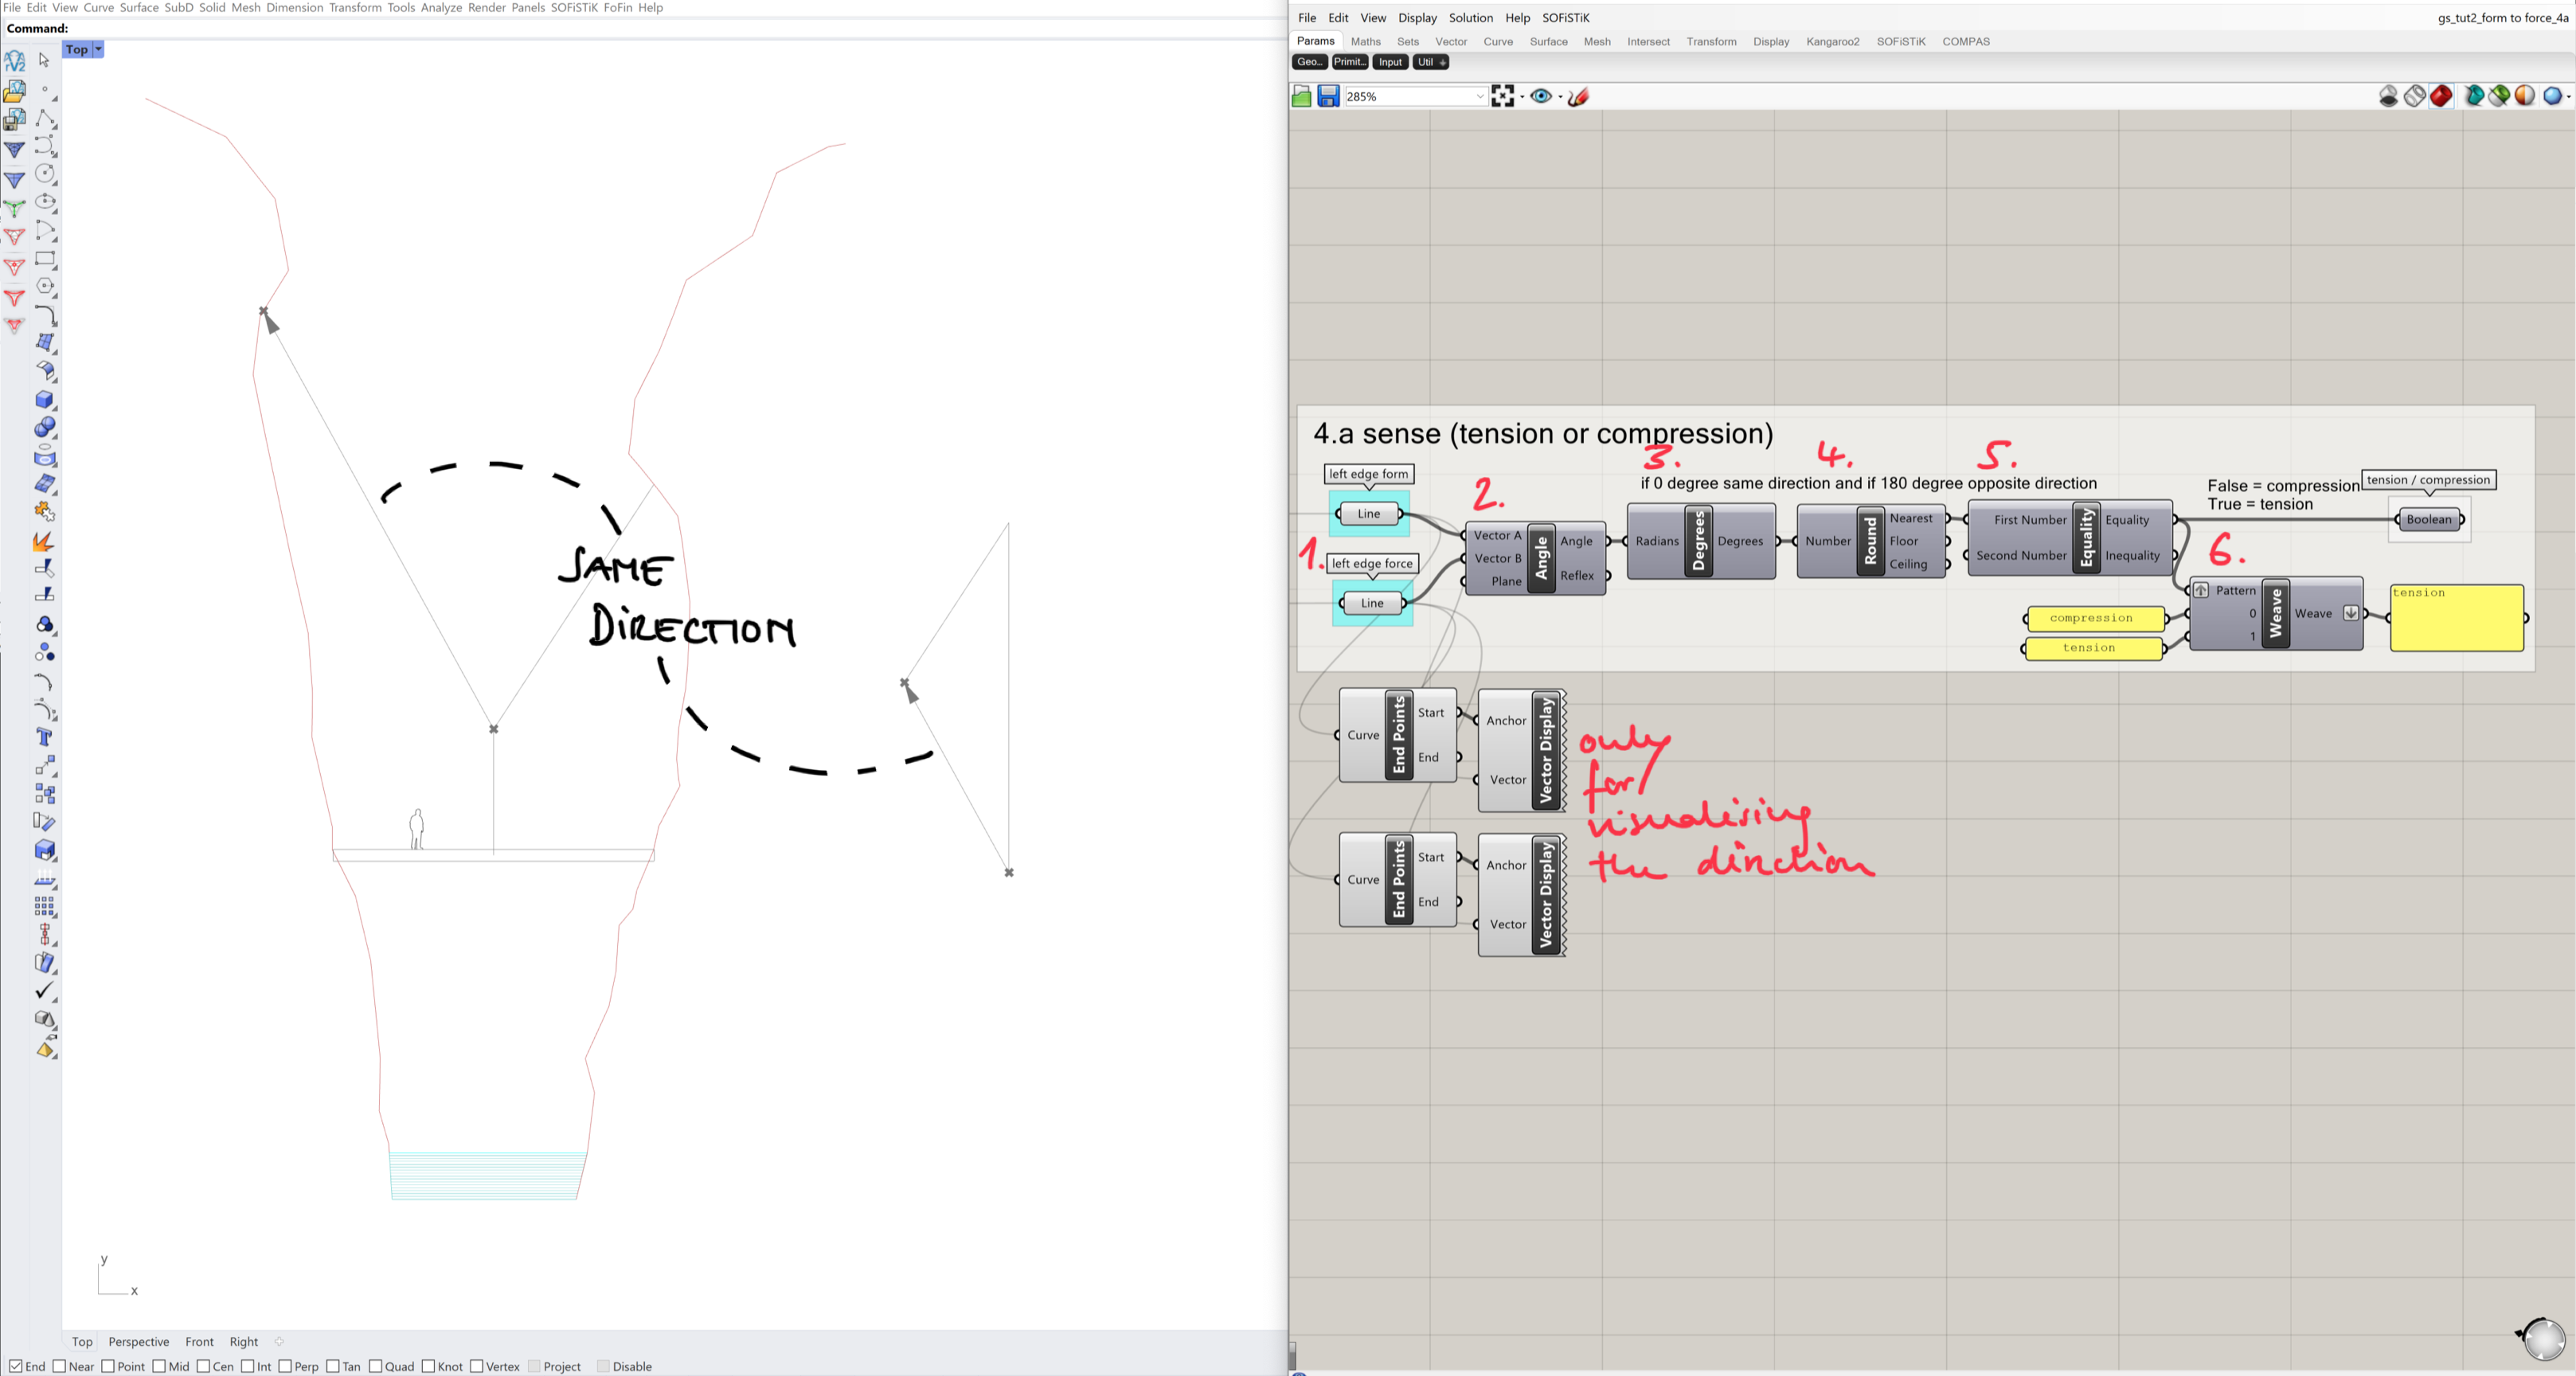 File Edit View Curve Surface SubD Solid Mesh Dimension Transform Tools Analyze Render Panels SOFiSTiK FoFin Help
Command:
Top
SAME
DIRECTION
y
x
Top Perspective Front Right
End Near Point Mid Cen Int Perp Tan Quad Knot Vertex Project Disable
File Edit View Display Solution Help SOFiSTiK
gs_tut2_form to force_4a
Params Maths Sets Vector Curve Surface Mesh Intersect Transform Display Kangaroo2 SOFiSTiK COMPAS
Geo... Primit... Input Util
285%
4.a sense (tension or compression)
1.
2.
3.
4.
5.
6.
left edge form
Line
left edge force
Line
if 0 degree same direction and if 180 degree opposite direction
Vector A
Vector B
Plane
Angle
Angle
Reflex
Radians
Degrees
Degrees
Number
Round
Nearest
Floor
Ceiling
First Number
Second Number
Equality
Equality
Inequality
False = compression
True = tension
tension / compression
Boolean
compression
tension
Pattern
0
1
Weave
Weave
tension
Curve
End Points
Start
End
Anchor
Vector
Vector Display
Curve
End Points
Start
End
Anchor
Vector
Vector Display
only
for
visualising
the dirction